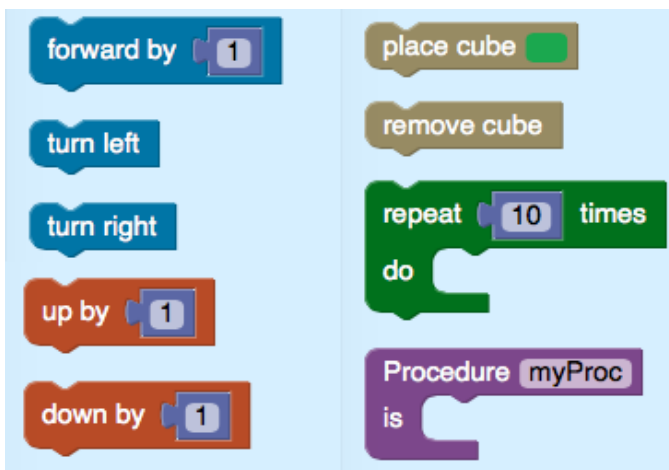 forward by 1
turn left
turn right
up by 1
down by 1
place cube
remove cube
repeat 10 times
do
Procedure myProc
is